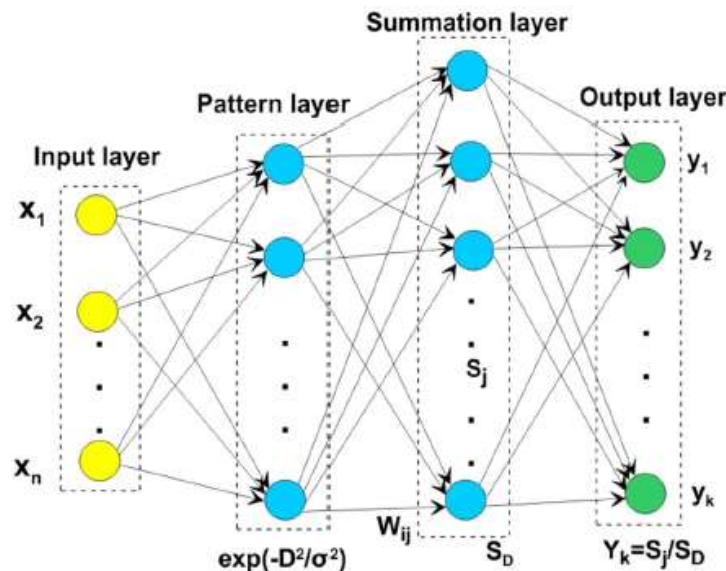 Summation layer
Pattern layer
Output layer
Input layer
x1
x2
xn
Sj
Wij
SD
y1
y2
yk
exp(-D²/σ²)
Yk=Sj/SD